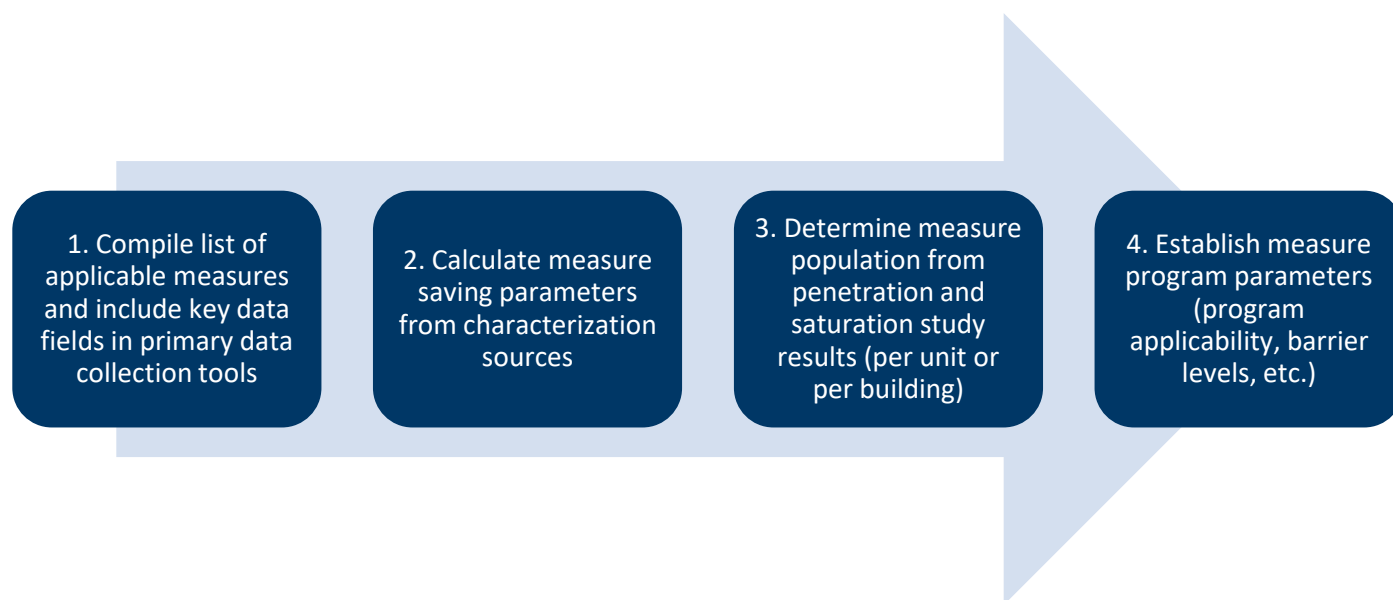 1. Compile list of
applicable measures
and include key data
fields in primary data
collection tools
2. Calculate measure
saving parameters
from characterization
sources
3. Determine measure
population from
penetration and
saturation study
results (per unit or
per building)
4. Establish measure
program parameters
(program
applicability, barrier
levels, etc.)